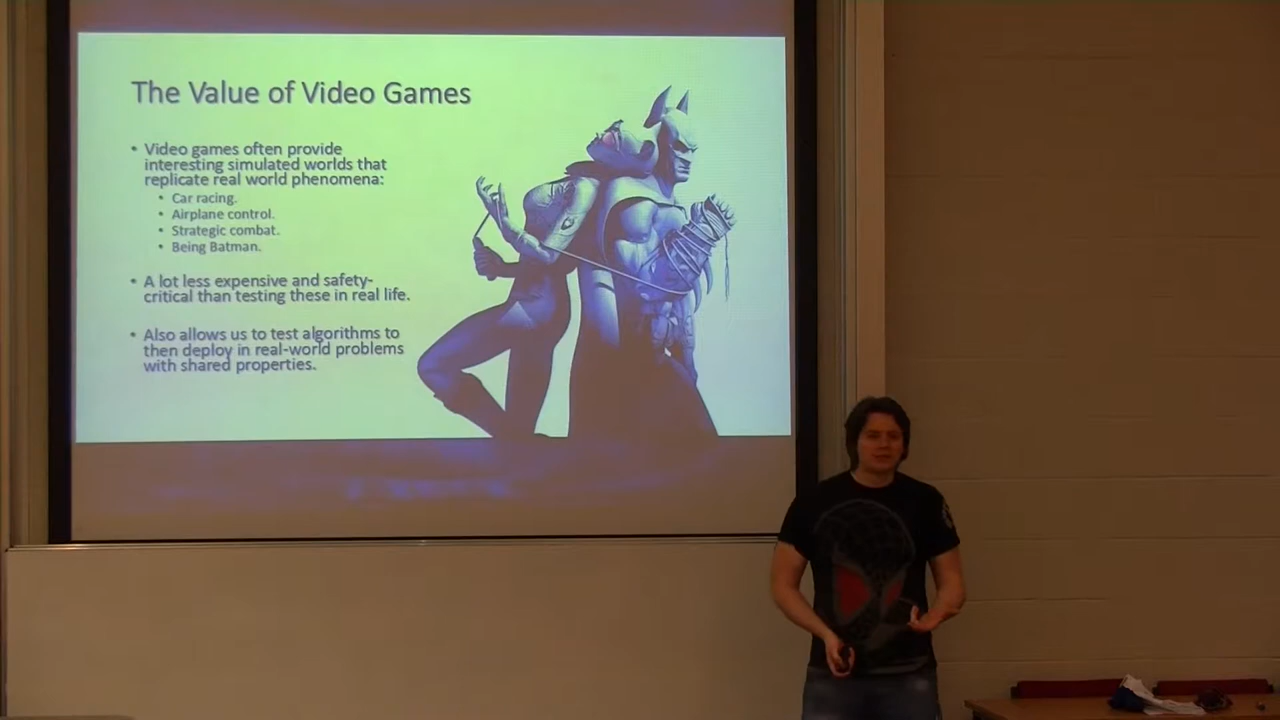 The Value of Video Games
• Video games often provide
interesting simulated worlds that
replicate real world phenomena:
• Car racing.
• Airplane control.
• Strategic combat.
• Being Batman.
• A lot less expensive and safety-
critical than testing these in real life.
• Also allows us to test algorithms to
then deploy in real-world problems
with shared properties.